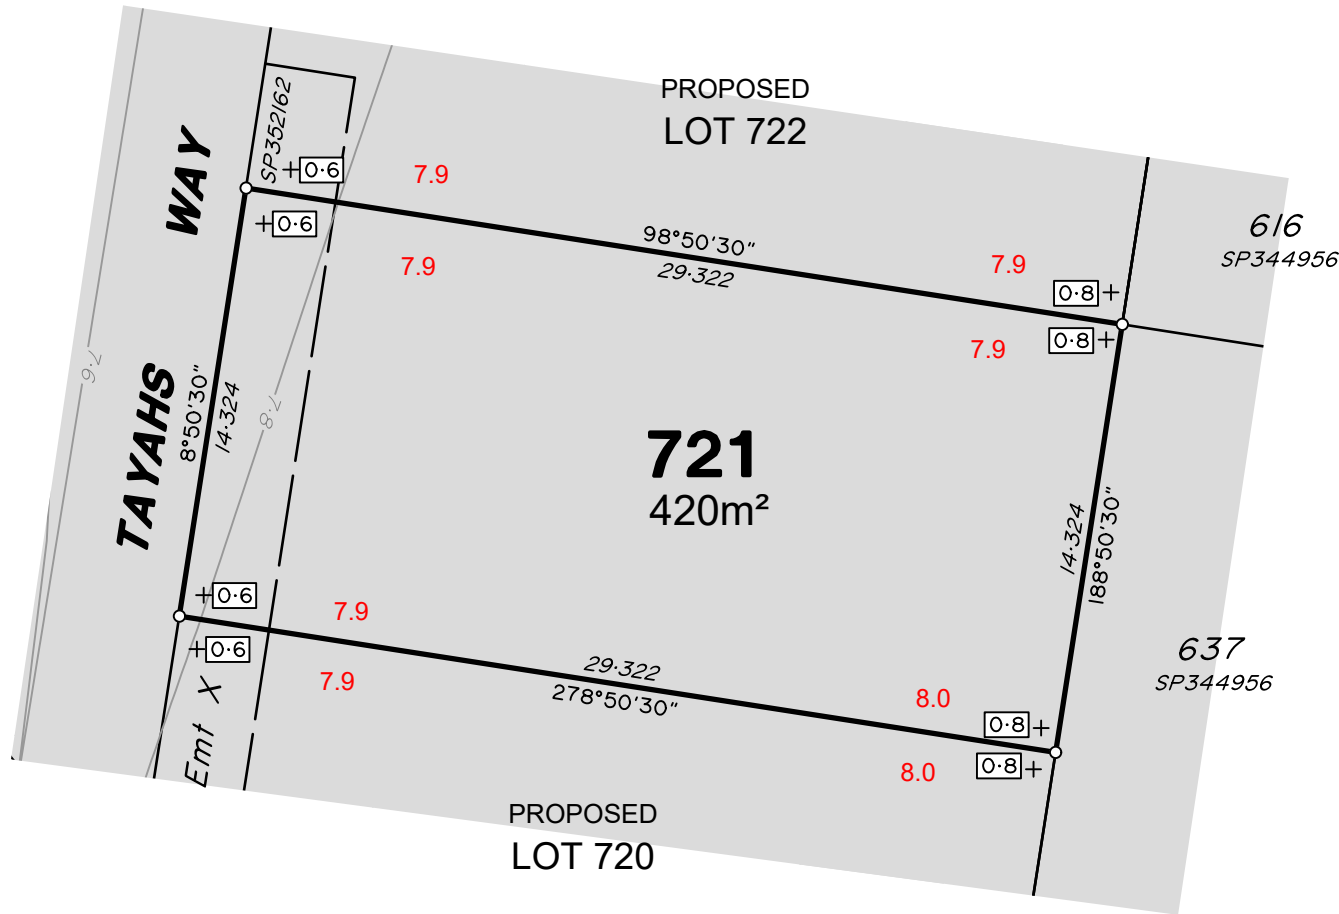 PROPOSED
LOT 722
SP352162
WAY
0·6
7.9
0·6
7.9
98°50'30"
29·322
7.9
0·8
0·8
7.9
616
SP344956
7·6
TAYAHS
8°50'30"
14·324
7·8
721
420m²
14·324
188°50'30"
0·6
7.9
0·6
7.9
Emt X
29·322
278°50'30"
8.0
0·8
0·8
8.0
637
SP344956
PROPOSED
LOT 720